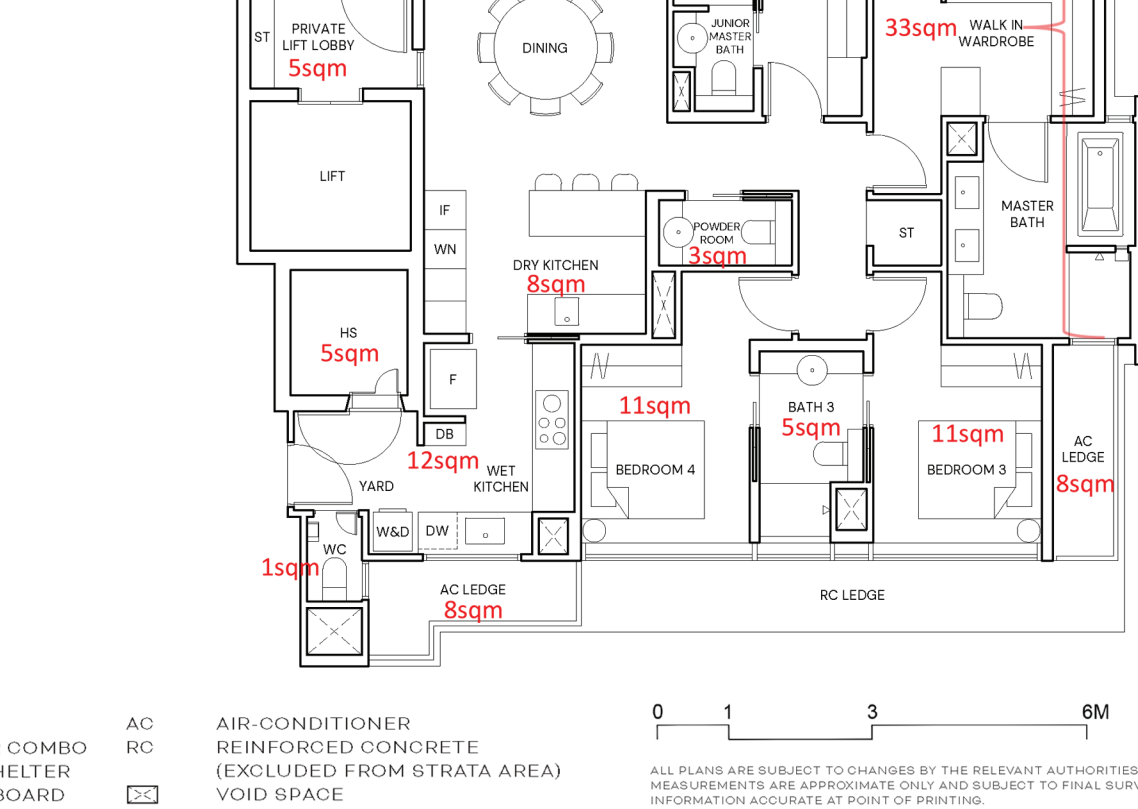 ST
PRIVATE
LIFT LOBBY
5sqm
DINING
JUNIOR
MASTER
BATH
33sqm
WALK IN
WARDROBE
LIFT
IF
WN
DRY KITCHEN
8sqm
POWDER
ROOM
3sqm
ST
MASTER
BATH
HS
5sqm
F
DB
12sqm
WET
KITCHEN
YARD
W&D
DW
WC
1sqm
11sqm
BEDROOM 4
BATH 3
5sqm
11sqm
BEDROOM 3
AC
LEDGE
8sqm
AC LEDGE
8sqm
RC LEDGE
0 1 3 6M
AC AIR-CONDITIONER
COMBO RC REINFORCED CONCRETE
(EXCLUDED FROM STRATA AREA)
VOID SPACE
ALL PLANS ARE SUBJECT TO CHANGES BY THE RELEVANT AUTHORITIES
MEASUREMENTS ARE APPROXIMATE ONLY AND SUBJECT TO FINAL
INFORMATION ACCURATE AT POINT OF PRINTING.